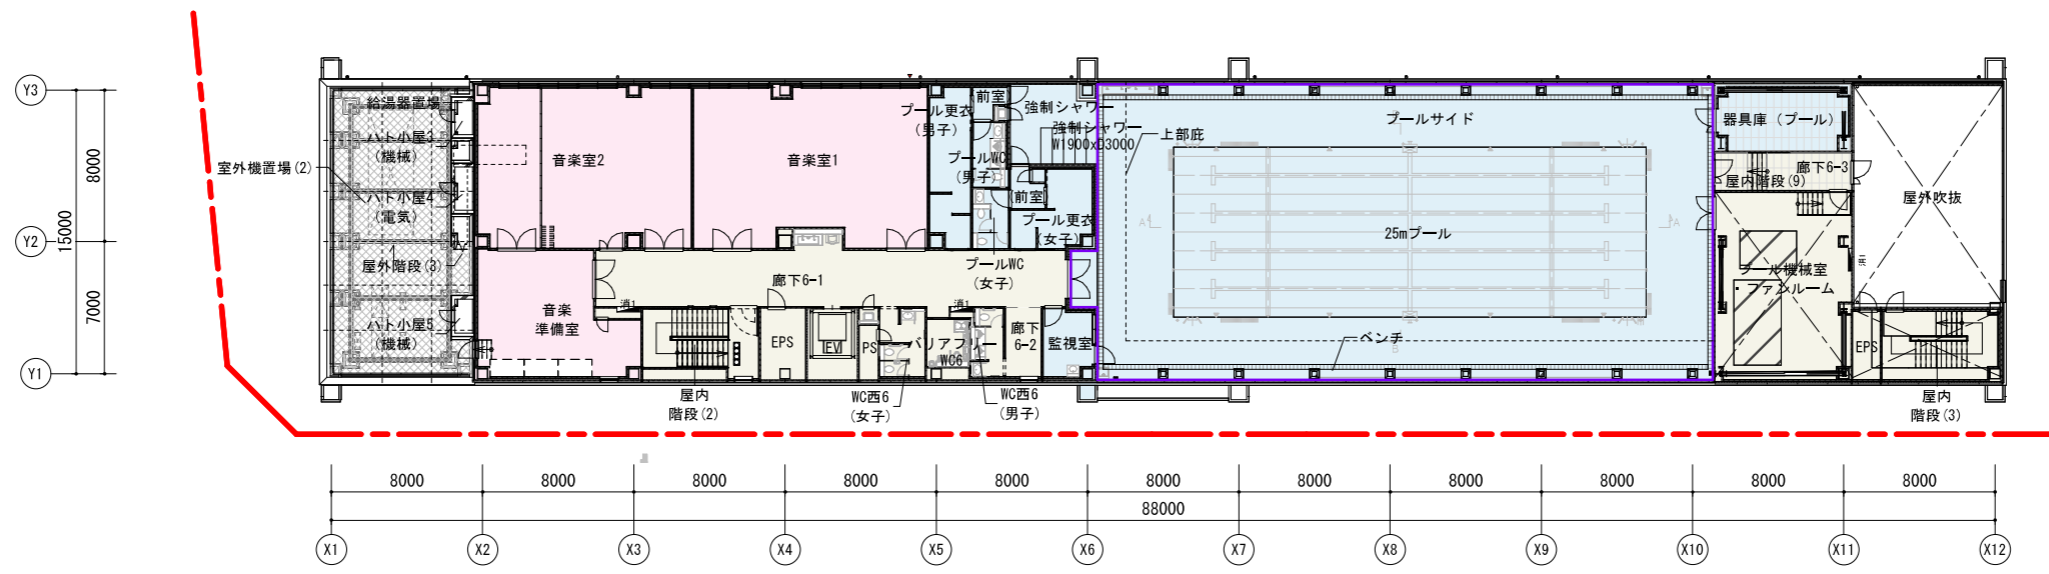 Y3
Y2
Y1
8000
15000
7000
給湯器置場
ハト小屋3
(機械)
室外機置場(2)
ハト小屋4
(電気)
屋外階段(3)
ハト小屋5
(機械)
音楽室2
音楽室1
音楽
準備室
廊下6-1
消1
屋内
階段(2)
EPS
EV
PS
WC西6
(女子)
バリアフリー
WC6
消1
WC西6
(男子)
廊下
6-2
監視室
プール更衣
(男子)
前室
プールWC
(男子)
強制シャワー
強制シャワー
W1900xD3000
前室
プール更衣
(女子)
プールWC
(女子)
上部庇
プールサイド
25mプール
A
A
ベンチ
器具庫(プール)
廊下6-3
屋内階段(9)
プール機械室
・ファンルーム
屋外吹抜
EPS
屋内
階段(3)
8000
8000
8000
8000
8000
8000
8000
8000
8000
8000
8000
88000
X1
X2
X3
X4
X5
X6
X7
X8
X9
X10
X11
X12